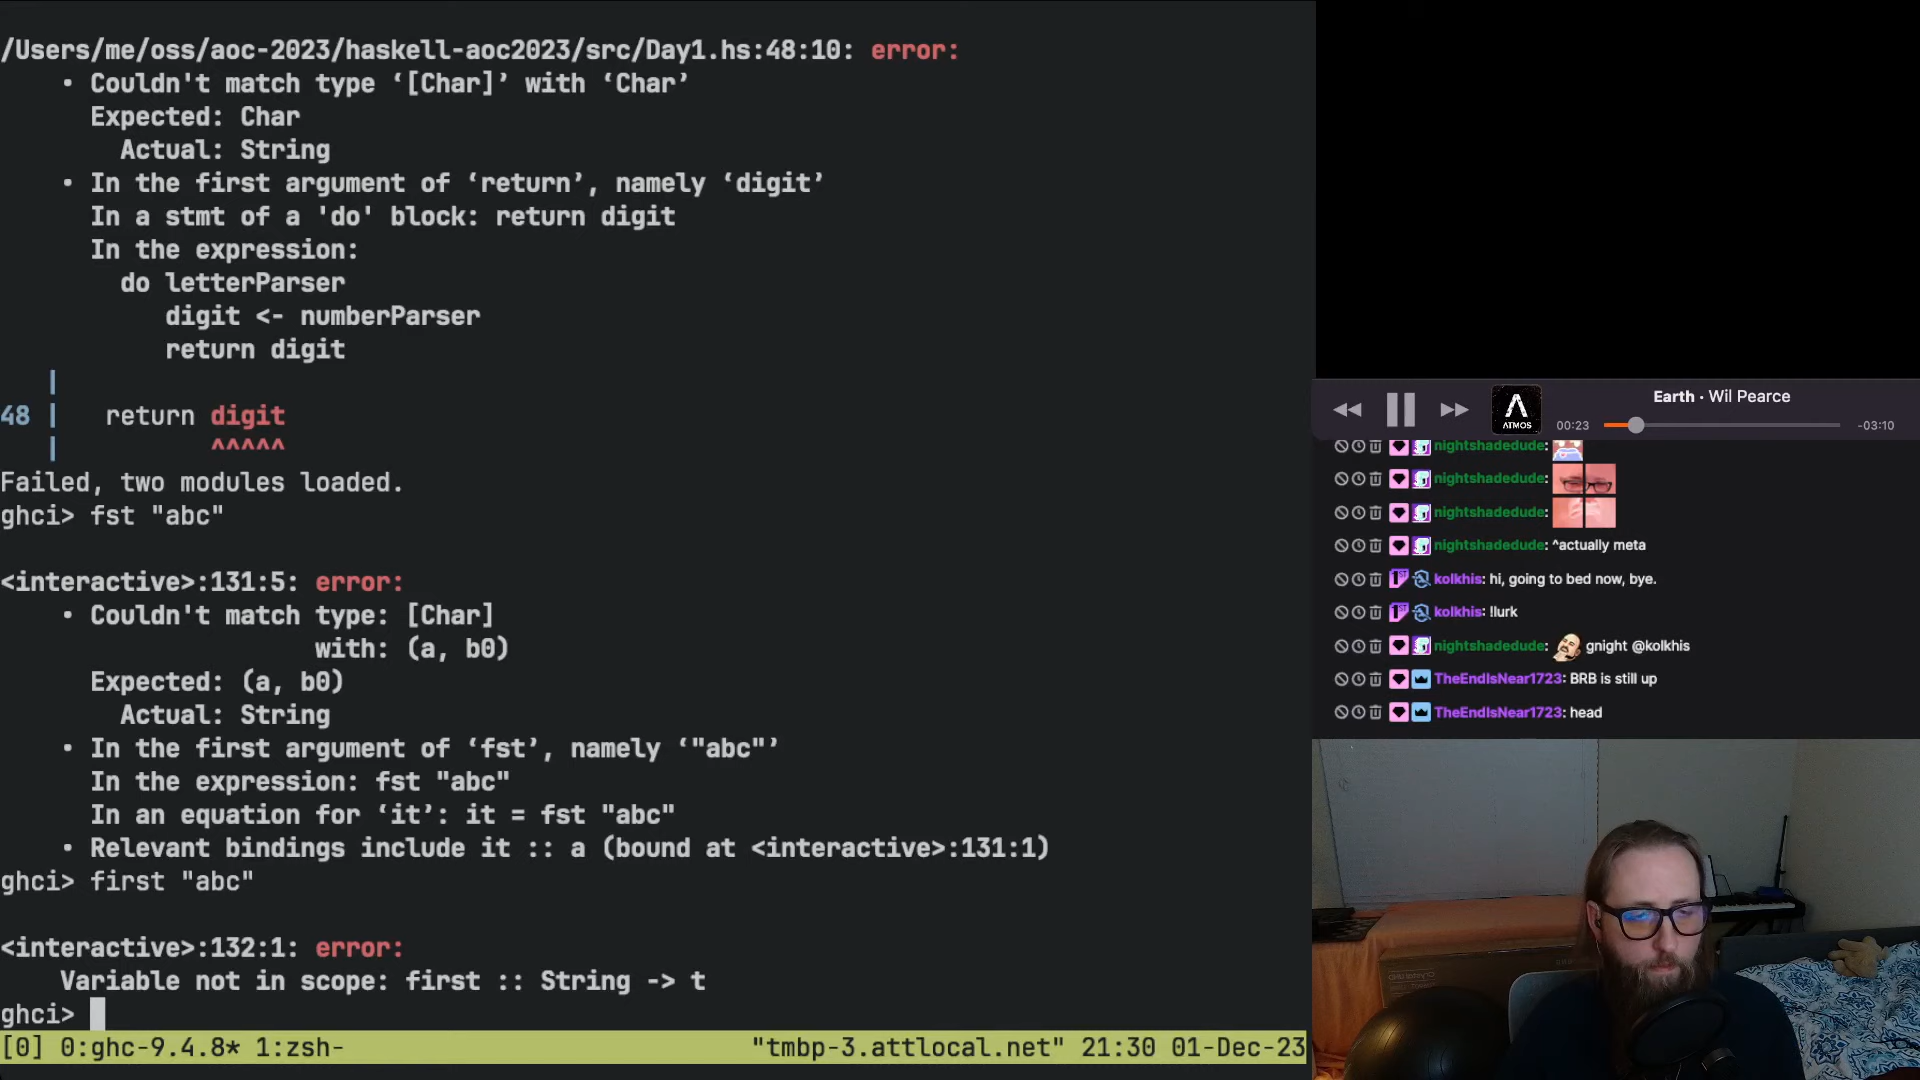 /Users/me/oss/aoc-2023/haskell-aoc2023/src/Day1.hs:48:10: error:
    • Couldn't match type ‘[Char]’ with ‘Char’
      Expected: Char
        Actual: String
    • In the first argument of ‘return’, namely ‘digit’
      In a stmt of a 'do' block: return digit
      In the expression:
        do letterParser
           digit <- numberParser
           return digit
   |
48 |   return digit
   |          ^^^^^
Failed, two modules loaded.
ghci> fst "abc"
<interactive>:131:5: error:
    • Couldn't match type: [Char]
                     with: (a, b0)
      Expected: (a, b0)
        Actual: String
    • In the first argument of ‘fst’, namely ‘"abc"’
      In the expression: fst "abc"
      In an equation for ‘it’: it = fst "abc"
    • Relevant bindings include it :: a (bound at <interactive>:131:1)
ghci> first "abc"
<interactive>:132:1: error:
    Variable not in scope: first :: String -> t
ghci>
[0] 0:ghc-9.4.8* 1:zsh- "tmbp-3.attlocal.net" 21:30 01-Dec-23
Earth · Wil Pearce
ATMOS
00:23 -03:10
nightshadedude:
nightshadedude:
nightshadedude:
nightshadedude: ^actually meta
kolkhis: hi, going to bed now, bye.
kolkhis: !lurk
nightshadedude: gnight @kolkhis
TheEndIsNear1723: BRB is still up
TheEndIsNear1723: head